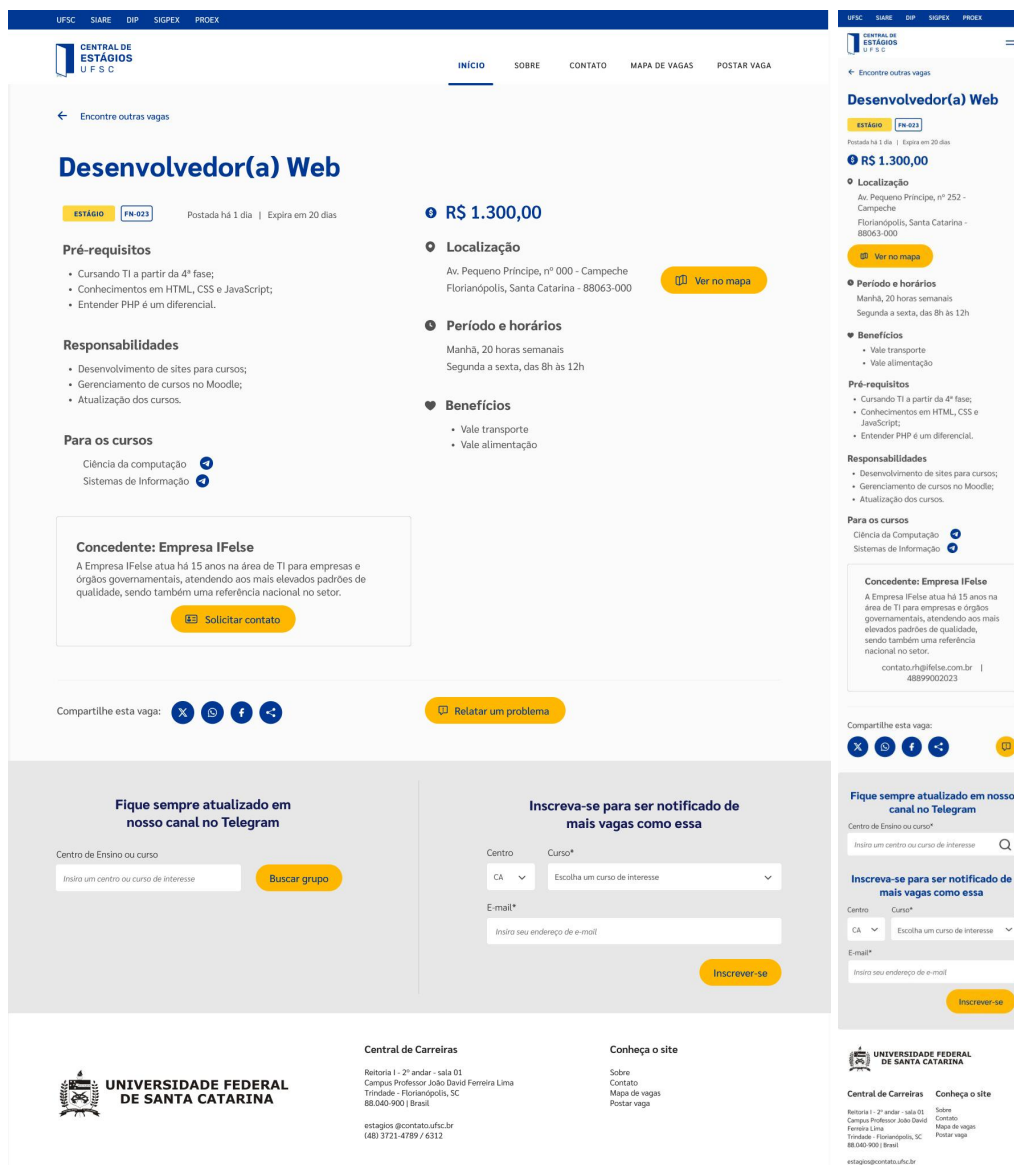 UFSC SIARE DIP SIGPEX PROEX
CENTRAL DE
ESTÁGIOS
UFSC
INÍCIO SOBRE CONTATO MAPA DE VAGAS POSTAR VAGA
Encontre outras vagas
Desenvolvedor(a) Web
ESTÁGIO FN-023 Postada há 1 dia | Expira em 20 dias
Pré-requisitos
• Cursando TI a partir da 4ª fase;
• Conhecimentos em HTML, CSS e JavaScript;
• Entender PHP é um diferencial.
Responsabilidades
• Desenvolvimento de sites para cursos;
• Gerenciamento de cursos no Moodle;
• Atualização dos cursos.
Para os cursos
Ciência da computação
Sistemas de Informação
R$ 1.300,00
Localização
Av. Pequeno Príncipe, nº 000 - Campeche
Florianópolis, Santa Catarina - 88063-000
Ver no mapa
Período e horários
Manhã, 20 horas semanais
Segunda a sexta, das 8h às 12h
Benefícios
• Vale transporte
• Vale alimentação
Concedente: Empresa IFelse
A Empresa IFelse atua há 15 anos na área de TI para empresas e
órgãos governamentais, atendendo aos mais elevados padrões de
qualidade, sendo também uma referência nacional no setor.
Solicitar contato
Compartilhe esta vaga:
Relatar um problema
Fique sempre atualizado em
nosso canal no Telegram
Centro de Ensino ou curso
Insira um centro ou curso de interesse
Buscar grupo
Inscreva-se para ser notificado de
mais vagas como essa
Centro Curso*
CA Escolha um curso de interesse
E-mail*
Insira seu endereço de e-mail
Inscrever-se
UNIVERSIDADE FEDERAL
DE SANTA CATARINA
Central de Carreiras
Reitoria I - 2º andar - sala 01
Campus Professor João David Ferreira Lima
Trindade - Florianópolis, SC
88.040-900 | Brasil
estagios @contato.ufsc.br
(48) 3721-4789 / 6312
Conheça o site
Sobre
Contato
Mapa de vagas
Postar vaga
UFSC SIARE DIP SIGPEX PROEX
CENTRAL DE
ESTÁGIOS
UFSC
Encontre outras vagas
Desenvolvedor(a) Web
ESTÁGIO FN-023
Postada há 1 dia | Expira em 20 dias
R$ 1.300,00
Localização
Av. Pequeno Príncipe, nº 252 -
Campeche
Florianópolis, Santa Catarina -
88063-000
Ver no mapa
Período e horários
Manhã, 20 horas semanais
Segunda a sexta, das 8h às 12h
Benefícios
• Vale transporte
• Vale alimentação
Pré-requisitos
• Cursando TI a partir da 4ª fase;
• Conhecimentos em HTML, CSS e
JavaScript;
• Entender PHP é um diferencial.
Responsabilidades
• Desenvolvimento de sites para cursos;
• Gerenciamento de cursos no Moodle;
• Atualização dos cursos.
Para os cursos
Ciência da Computação
Sistemas de Informação
Concedente: Empresa IFelse
A Empresa IFelse atua há 15 anos na
área de TI para empresas e órgãos
governamentais, atendendo aos mais
elevados padrões de qualidade,
sendo também uma referência
nacional no setor.
contato.rh@ifelse.com.br |
48899002023
Compartilhe esta vaga:
Fique sempre atualizado em nosso
canal no Telegram
Centro de Ensino ou curso*
Insira um centro ou curso de interesse
Inscreva-se para ser notificado de
mais vagas como essa
Centro Curso*
CA Escolha um curso de interesse
E-mail*
Insira seu endereço de e-mail
Inscrever-se
UNIVERSIDADE FEDERAL
DE SANTA CATARINA
Central de Carreiras
Reitoria I - 2º andar - sala 01
Campus Professor João David
Ferreira Lima
Trindade - Florianópolis, SC
88.040-900 | Brasil
estagios@contato.ufsc.br
Conheça o site
Sobre
Contato
Mapa de vagas
Postar vaga